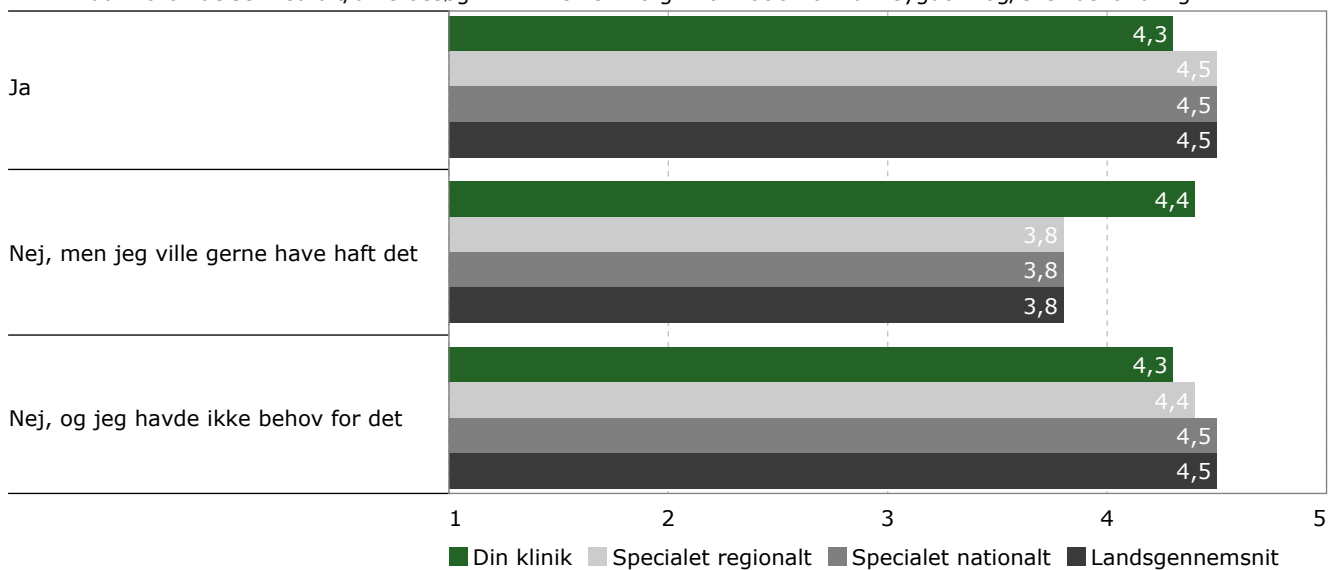 Ja
4,3
4,5
4,5
4,5
Nej, men jeg ville gerne have haft det
4,4
3,8
3,8
3,8
Nej, og jeg havde ikke behov for det
4,3
4,4
4,5
4,5
1 2 3 4 5
Din klinik Specialet regionalt Specialet nationalt Landsgennemsnit